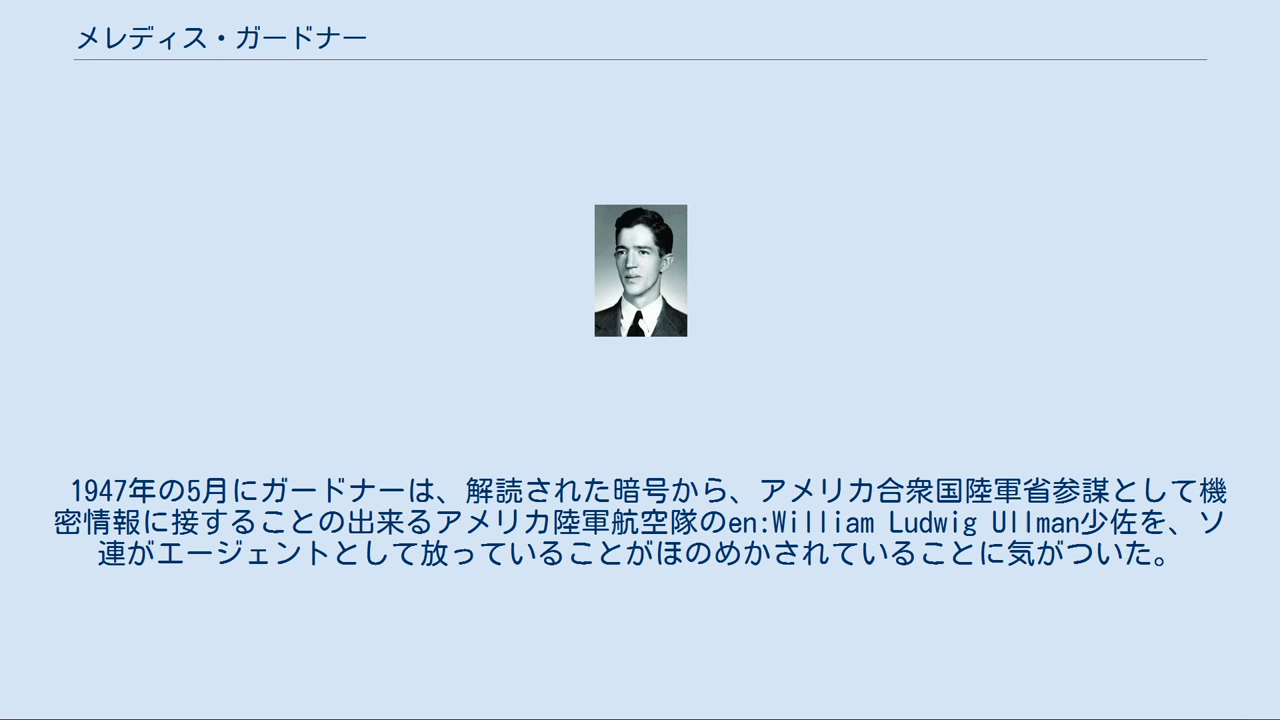 メレディス・ガードナー
1947年の5月にガードナーは、解読された暗号から、アメリカ合衆国陸軍省参謀として機
密情報に接することの出来るアメリカ陸軍航空隊のen:William Ludwig Ullman少佐を、ソ
連がエージェントとして放っていることがほのめかされていることに気がついた。